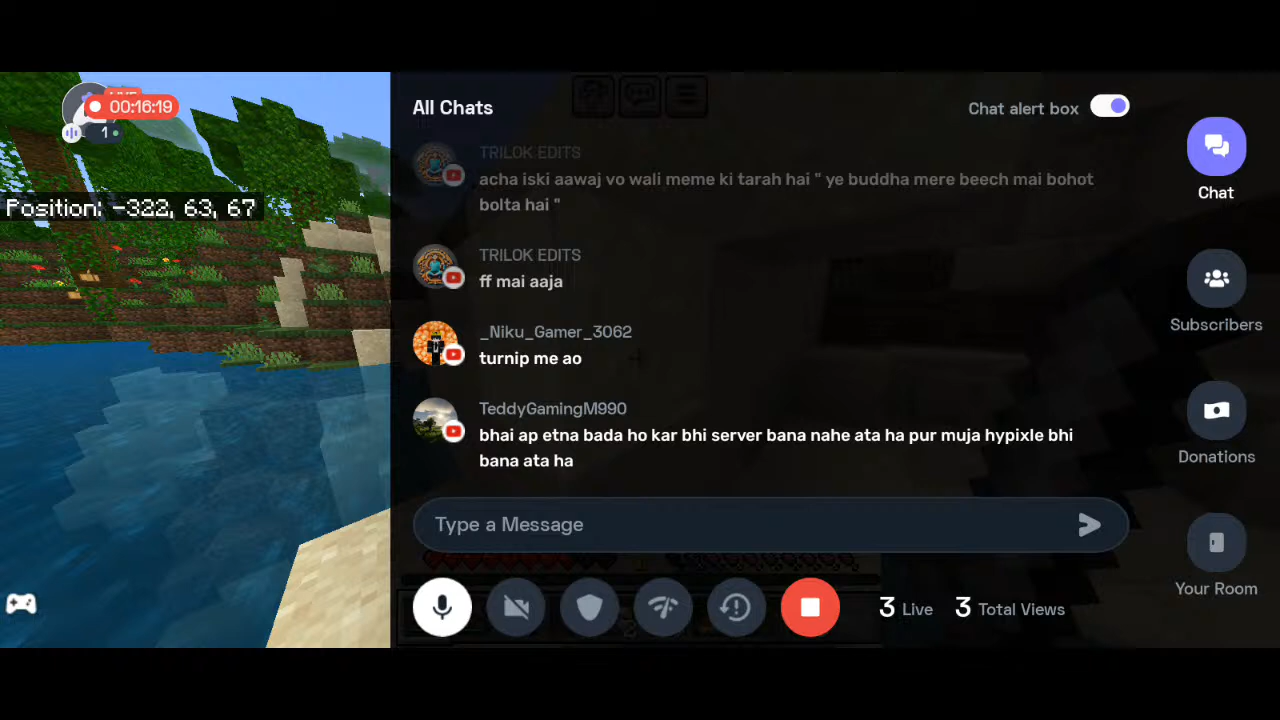 LIVE
00:16:19
1
Position: -322, 63, 67
All Chats
Chat alert box
TRILOK EDITS
acha iski aawaj vo wali meme ki tarah hai " ye buddha mere beech mai bohot
bolta hai "
TRILOK EDITS
ff mai aaja
_Niku_Gamer_3062
turnip me ao
TeddyGamingM990
bhai ap etna bada ho kar bhi server bana nahe ata ha pur muja hypixle bhi
bana ata ha
Type a Message
3 Live
3 Total Views
Chat
Subscribers
Donations
Your Room